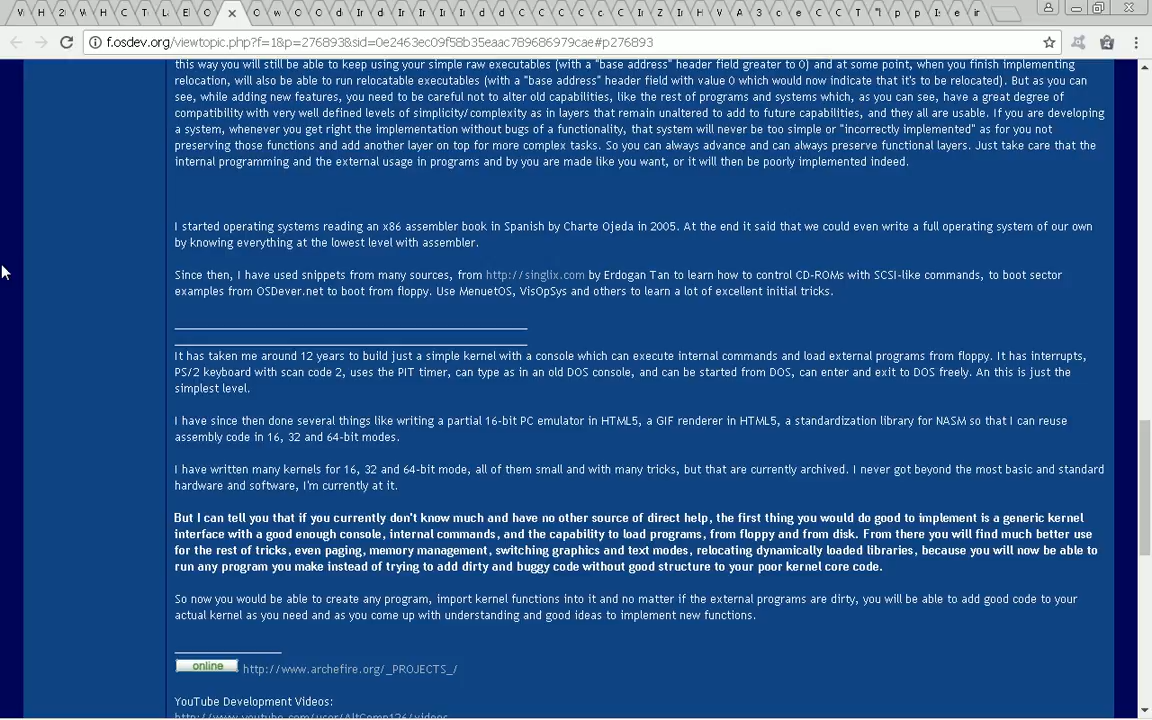 W H 2 W H C T L E O O w O O d Ir d Ir Ir Ir d d C C C C c C Z Ir H V A 3 c C C T "l p p Is e ir
f.osdev.org/viewtopic.php?f=1&p=276893&sid=0e2463ec09f58b35eaac789686979cae#p276893
this way you will still be able to keep using your simple raw executables (with a "base address" header field greater to 0) and at some point, when you finish implementing
relocation, will also be able to run relocatable executables (with a "base address" header field with value 0 which would now indicate that it's to be relocated). But as you can
see, while adding new features, you need to be careful not to alter old capabilities, like the rest of programs and systems which, as you can see, have a great degree of
compatibility with very well defined levels of simplicity/complexity as in layers that remain unaltered to add to future capabilities, and they all are usable. If you are developing
a system, whenever you get right the implementation without bugs of a functionality, that system will never be too simple or "incorrectly implemented" as for you not
preserving those functions and add another layer on top for more complex tasks. So you can always advance and can always preserve functional layers. Just take care that the
internal programming and the external usage in programs and by you are made like you want, or it will then be poorly implemented indeed.
I started operating systems reading an x86 assembler book in Spanish by Charte Ojeda in 2005. At the end it said that we could even write a full operating system of our own
by knowing everything at the lowest level with assembler.
Since then, I have used snippets from many sources, from http://singlix.com by Erdogan Tan to learn how to control CD-ROMs with SCSI-like commands, to boot sector
examples from OSDever.net to boot from floppy. Use MenuetOS, VisOpSys and others to learn a lot of excellent initial tricks.
It has taken me around 12 years to build just a simple kernel with a console which can execute internal commands and load external programs from floppy. It has interrupts,
PS/2 keyboard with scan code 2, uses the PIT timer, can type as in an old DOS console, and can be started from DOS, can enter and exit to DOS freely. An this is just the
simplest level.
I have since then done several things like writing a partial 16-bit PC emulator in HTML5, a GIF renderer in HTML5, a standardization library for NASM so that I can reuse
assembly code in 16, 32 and 64-bit modes.
I have written many kernels for 16, 32 and 64-bit mode, all of them small and with many tricks, but that are currently archived. I never got beyond the most basic and standard
hardware and software, I'm currently at it.
But I can tell you that if you currently don't know much and have no other source of direct help, the first thing you would do good to implement is a generic kernel
interface with a good enough console, internal commands, and the capability to load programs, from floppy and from disk. From there you will find much better use
for the rest of tricks, even paging, memory management, switching graphics and text modes, relocating dynamically loaded libraries, because you will now be able to
run any program you make instead of trying to add dirty and buggy code without good structure to your poor kernel core code.
So now you would be able to create any program, import kernel functions into it and no matter if the external programs are dirty, you will be able to add good code to your
actual kernel as you need and as you come up with understanding and good ideas to implement new functions.
online http://www.archefire.org/_PROJECTS_/
YouTube Development Videos:
http://www.youtube.com/user/AltComp126/videos